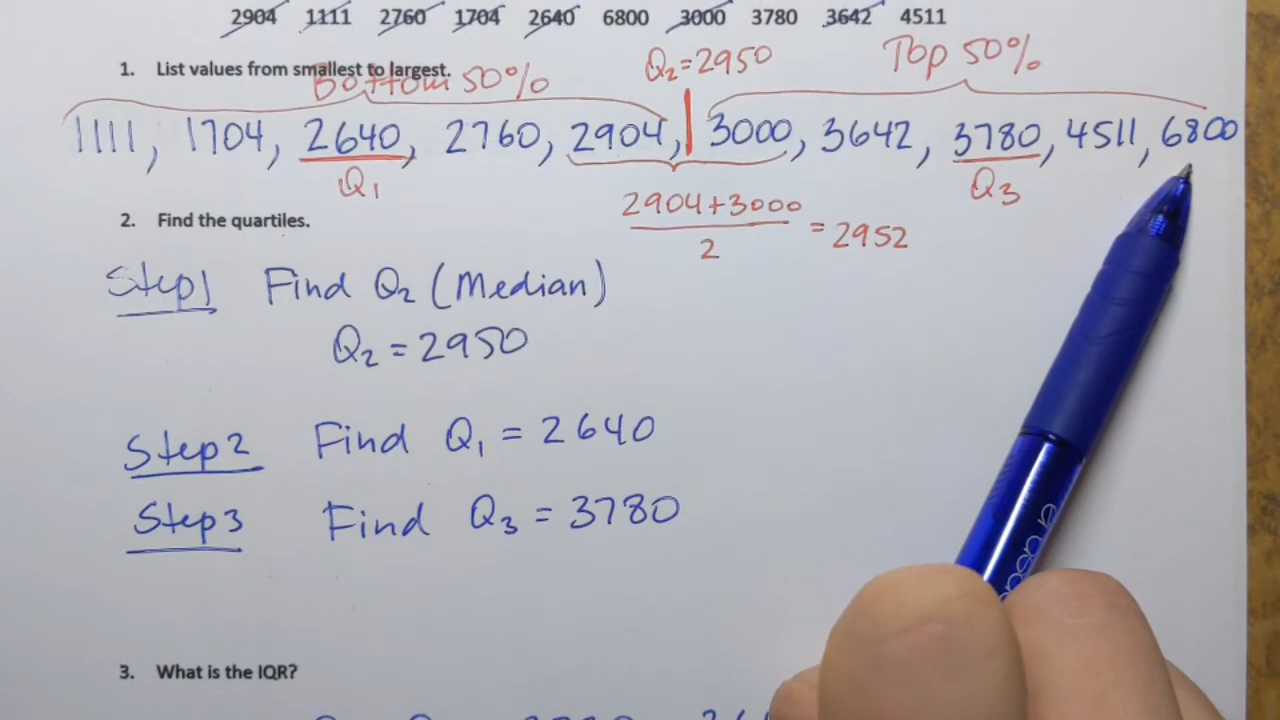 2904 1111 2760 1704 2640 6800 3000 3780 3642 4511
1. List values from smallest to largest.
Bottom 50% Q₂=2950 Top 50%
1111, 1704, 2640, 2760, 2904, 3000, 3642, 3780, 4511, 6800
Q₁ Q₃
2904+3000
2
= 2952
2. Find the quartiles.
Step1 Find Q₂ (Median)
Q₂ = 2950
Step2 Find Q₁ = 2640
Step3 Find Q₃ = 3780
3. What is the IQR?